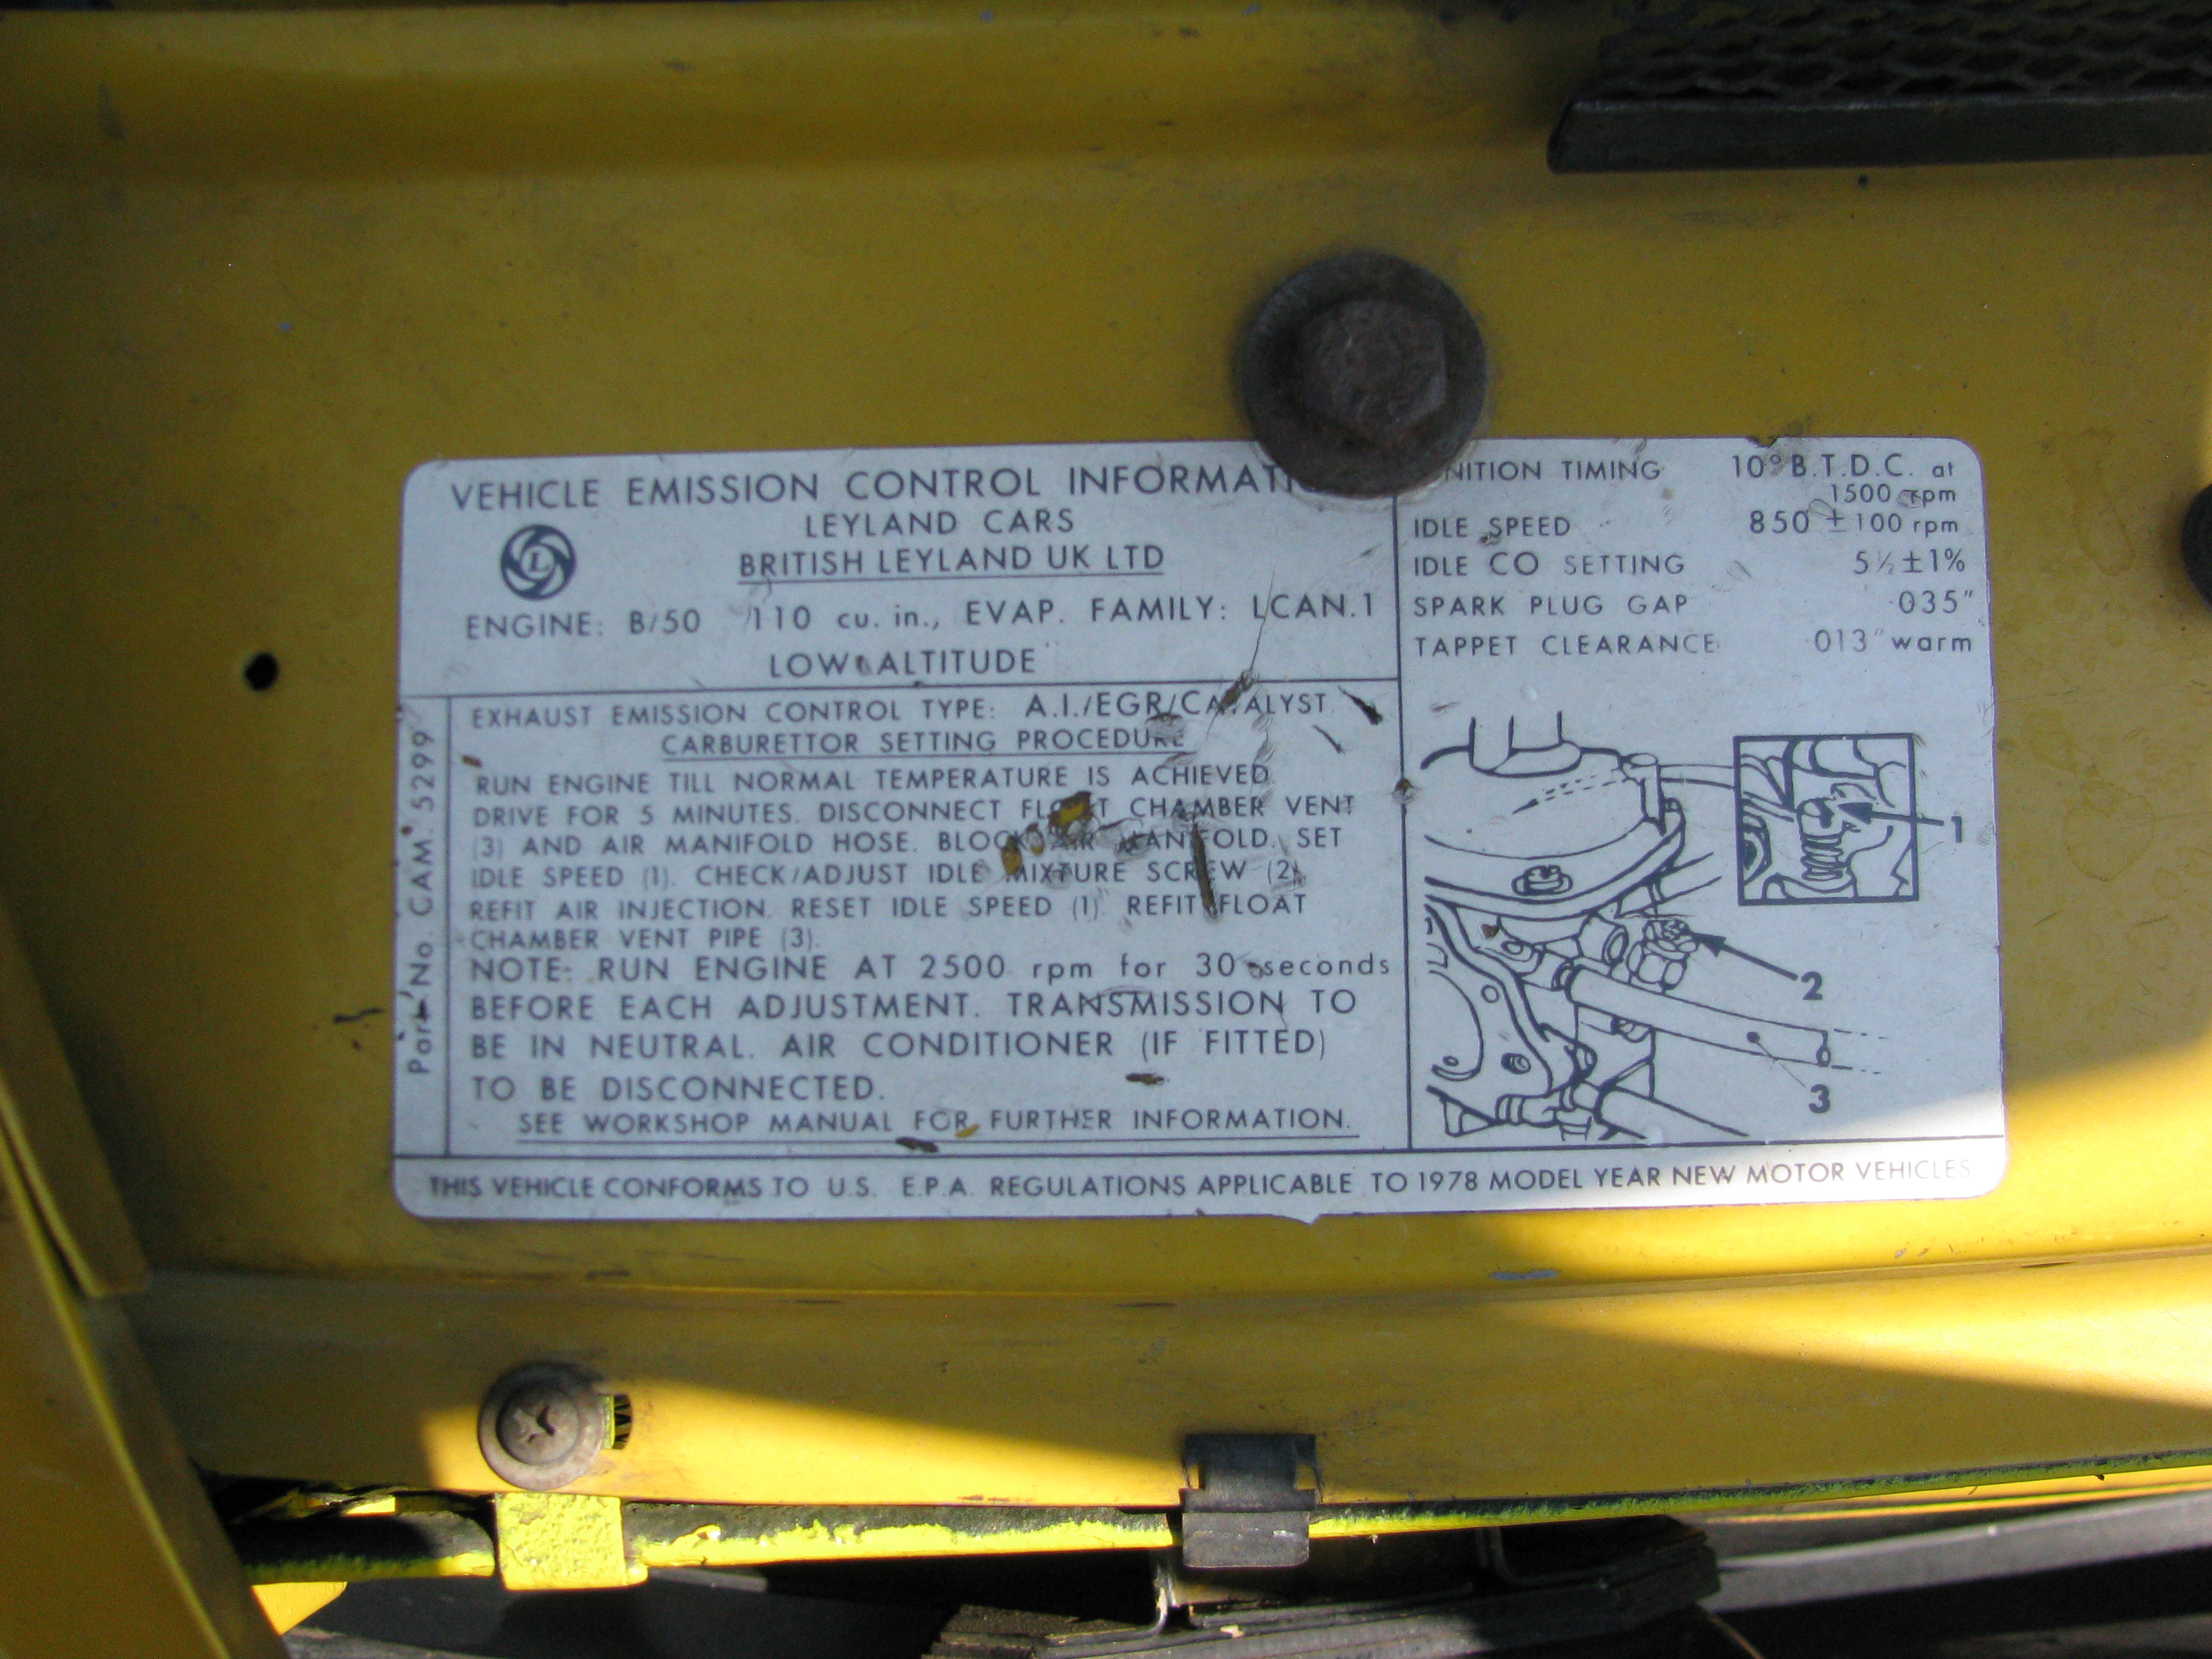 VEHICLE EMISSION CONTROL
LEYLAND CARS
BRITISH LEYLAND UK LTD
L
ENGINE: B/50 110 cu. in., EVAP. FAMILY: LCAN.1
LOW ALTITUDE
EXHAUST EMISSION CONTROL TYPE: A.I./EGR/CATALYST
CARBURETTOR SETTING PROCEDURE
RUN ENGINE TILL NORMAL TEMPERATURE IS ACHIEVED
DRIVE FOR 5 MINUTES. DISCONNECT FLOAT CHAMBER VENT
(3) AND AIR MANIFOLD HOSE. BLOCK AIR MANIFOLD. SET
IDLE SPEED (1). CHECK/ADJUST IDLE MIXTURE SCREW (2).
REFIT AIR INJECTION. RESET IDLE SPEED (1). REFIT FLOAT
CHAMBER VENT PIPE (3).
NOTE: RUN ENGINE AT 2500 rpm for 30 seconds
BEFORE EACH ADJUSTMENT. TRANSMISSION TO
BE IN NEUTRAL. AIR CONDITIONER (IF FITTED)
TO BE DISCONNECTED.
SEE WORKSHOP MANUAL FOR FURTHER INFORMATION.
Part No. CAM. 5299
TIMING 10° B.T.D.C. at
1500 rpm
IDLE SPEED 850 ±100 rpm
IDLE CO SETTING 5½ ±1%
SPARK PLUG GAP ·035"
TAPPET CLEARANCE ·013" warm
1
2
3
THIS VEHICLE CONFORMS TO U.S. E.P.A. REGULATIONS APPLICABLE TO 1978 MODEL YEAR NEW MOTOR VEHICLES